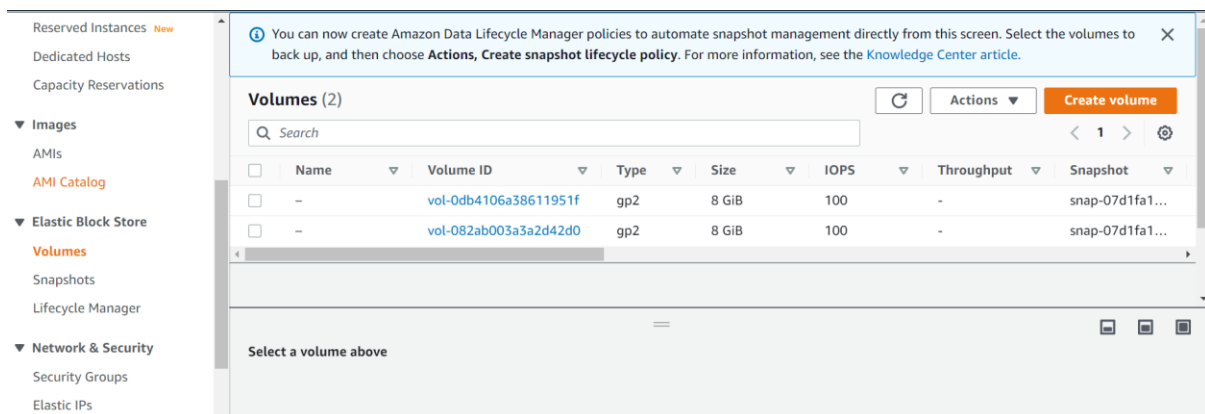 Reserved Instances New
Dedicated Hosts
Capacity Reservations
Images
AMIs
AMI Catalog
Elastic Block Store
Volumes
Snapshots
Lifecycle Manager
Network & Security
Security Groups
Elastic IPs
You can now create Amazon Data Lifecycle Manager policies to automate snapshot management directly from this screen. Select the volumes to
back up, and then choose Actions, Create snapshot lifecycle policy. For more information, see the Knowledge Center article.
Volumes (2)
Actions
Create volume
Search
1
Name Volume ID Type Size IOPS Throughput Snapshot
– vol-0db4106a38611951f gp2 8 GiB 100 - snap-07d1fa1...
– vol-082ab003a3a2d42d0 gp2 8 GiB 100 - snap-07d1fa1...
Select a volume above